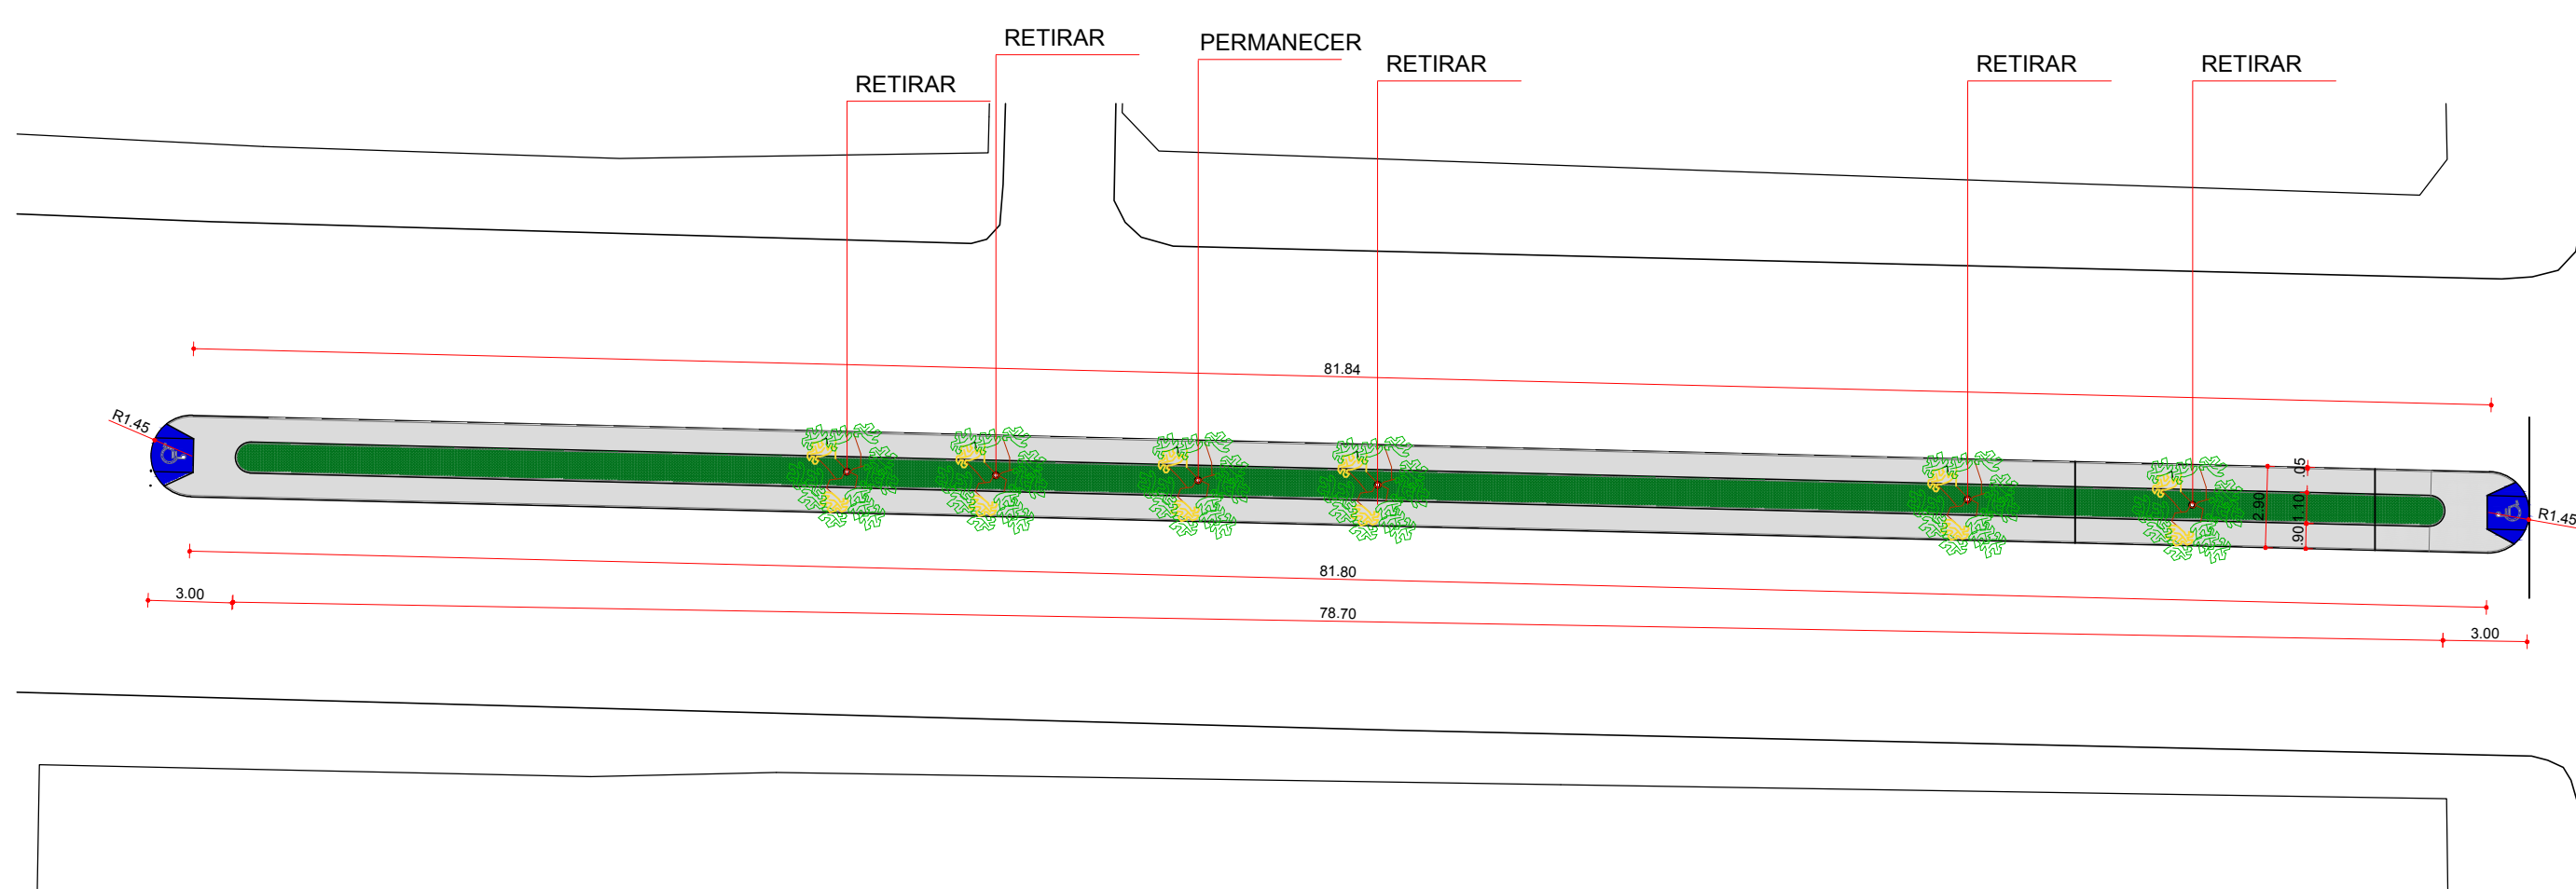 RETIRAR
PERMANECER
RETIRAR
RETIRAR
RETIRAR
RETIRAR
81.84
R1.45
.05
2.90
1.10
.90
R1.45
81.80
3.00
78.70
3.00